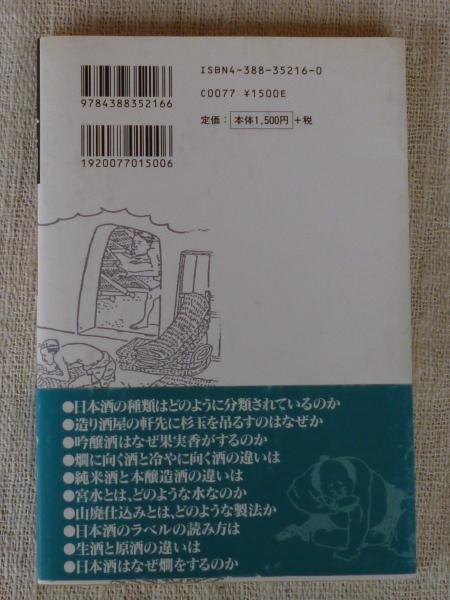 ISBN4-388-35216-0
9784388352166
C0077 ¥1500E
定価：本体1,500円＋税
1920077015006
●日本酒の種類はどのように分類されているのか
●造り酒屋の軒先に杉玉を吊るすのはなぜか
●吟醸酒はなぜ果実香がするのか
●燗に向く酒と冷やに向く酒の違いは
●純米酒と本醸造酒の違いは
●宮水とは、どのような水なのか
●山廃仕込みとは、どのような製法か
●日本酒のラベルの読み方は
●生酒と原酒の違いは
●日本酒はなぜ燗をするのか